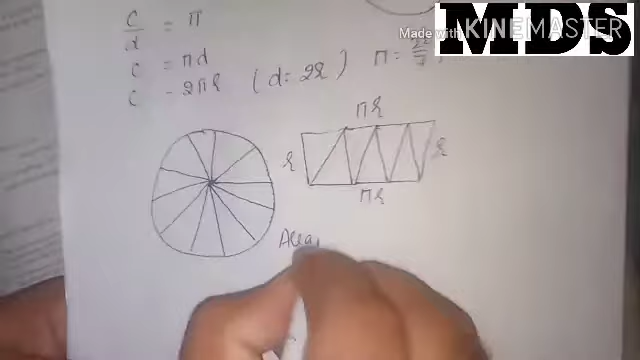 Made with KINEMASTER
MDS
C/d = π
C = πd
C - 2πr (d = 2r) π = 22/7
πr
r r
πr
Area